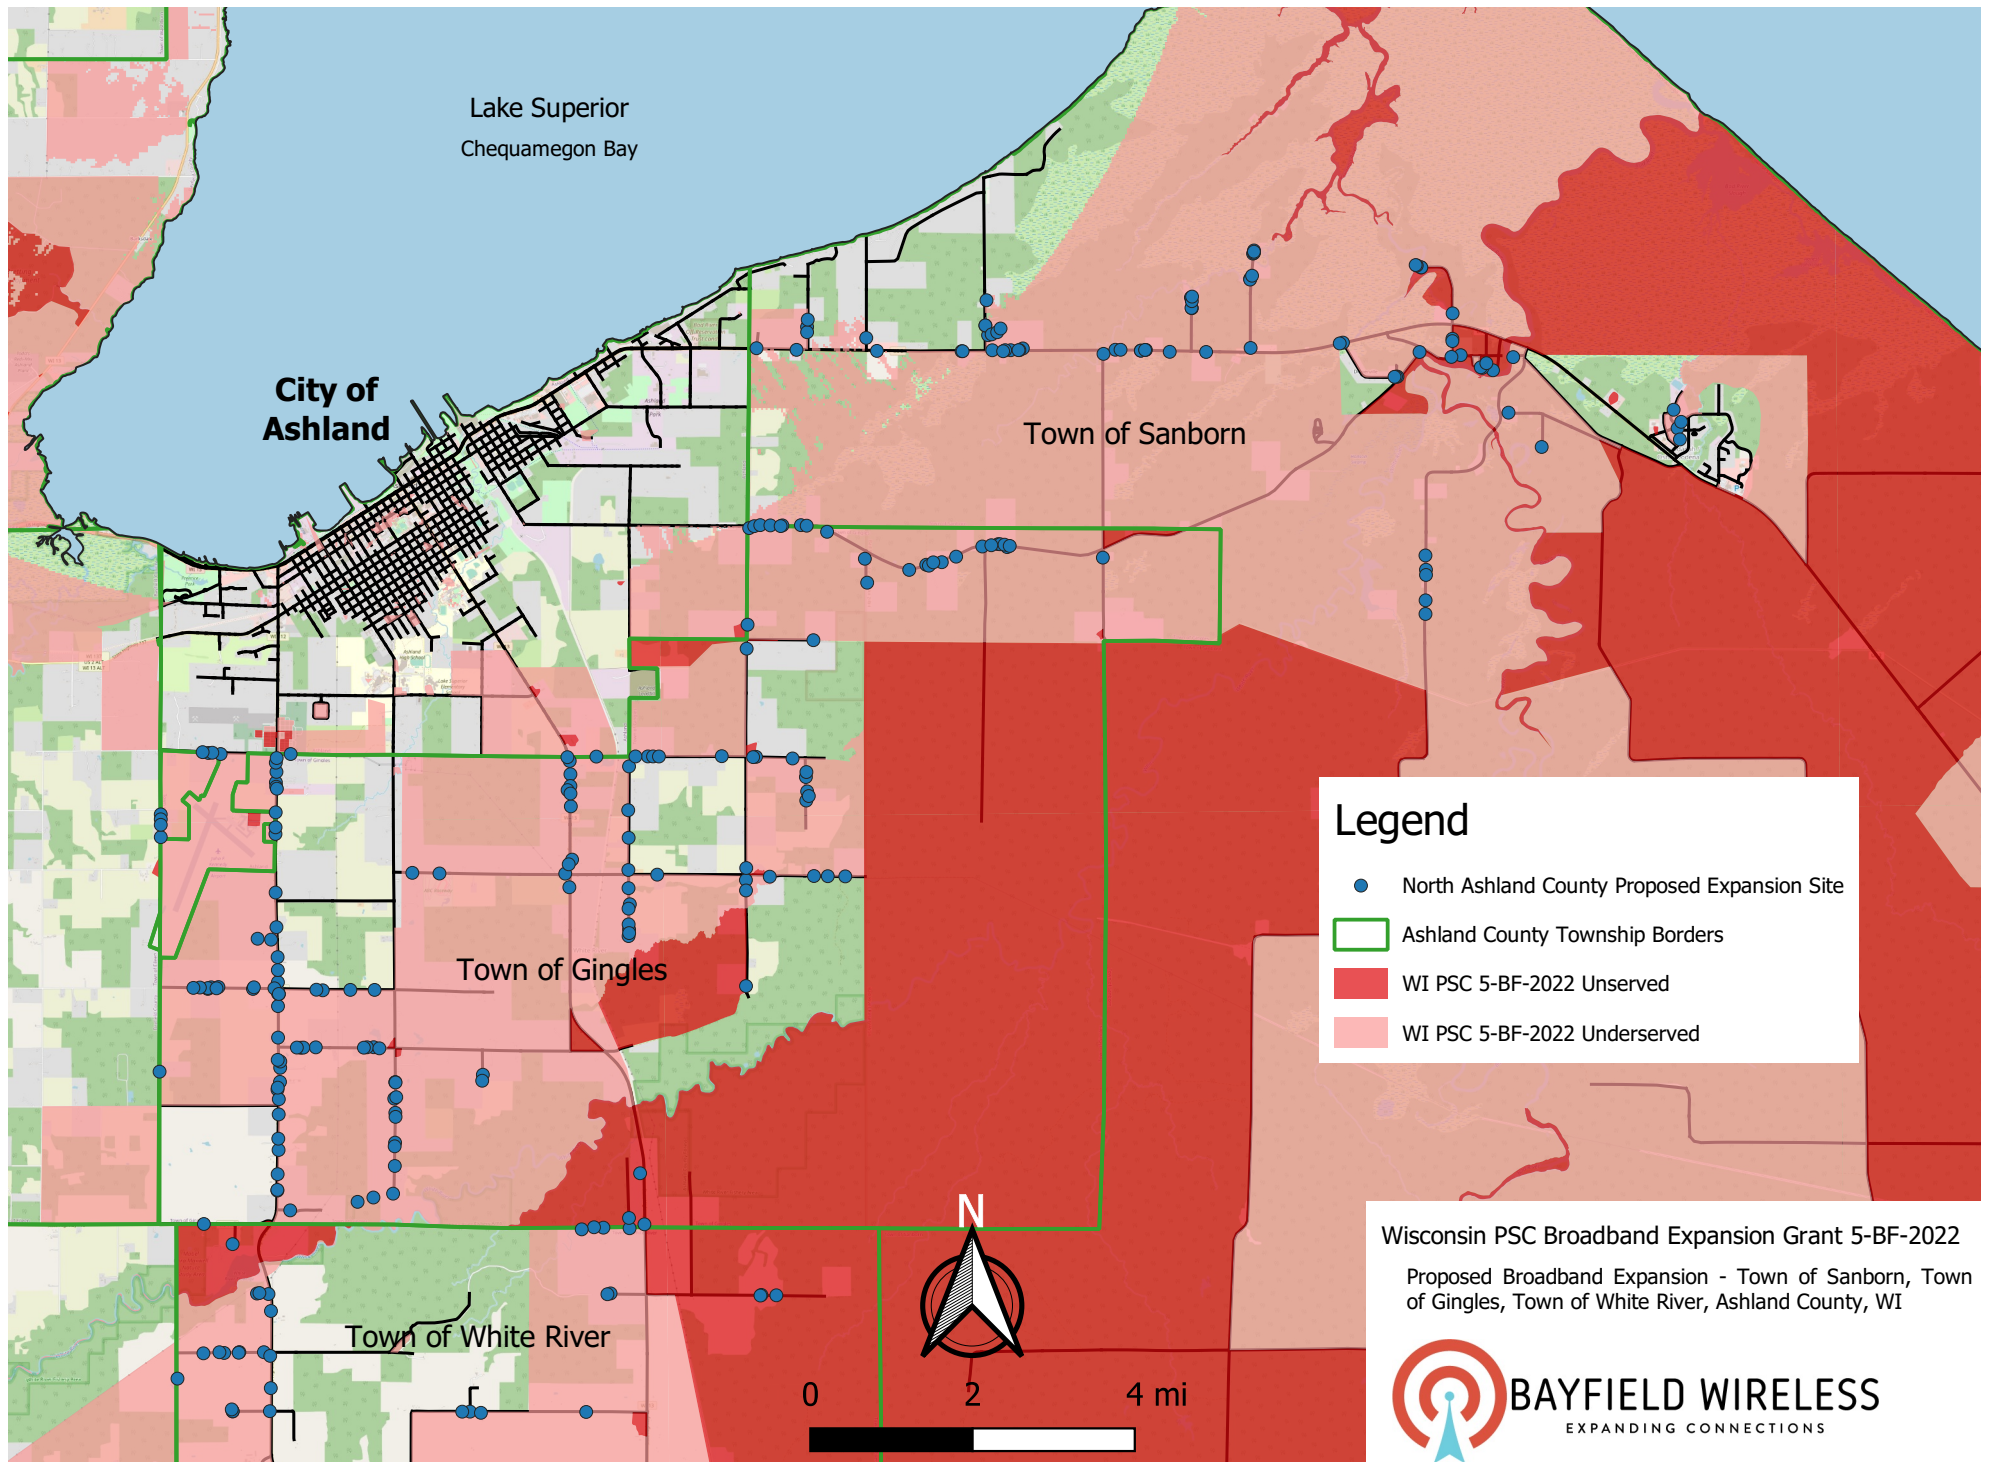 Lake Superior
Chequamegon Bay
City of
Ashland
Town of Sanborn
Town of Gingles
Town of White River
Legend
North Ashland County Proposed Expansion Site
Ashland County Township Borders
WI PSC 5-BF-2022 Unserved
WI PSC 5-BF-2022 Underserved
N
0 2 4 mi
Wisconsin PSC Broadband Expansion Grant 5-BF-2022
Proposed Broadband Expansion - Town of Sanborn, Town
of Gingles, Town of White River, Ashland County, WI
BAYFIELD WIRELESS
EXPANDING CONNECTIONS